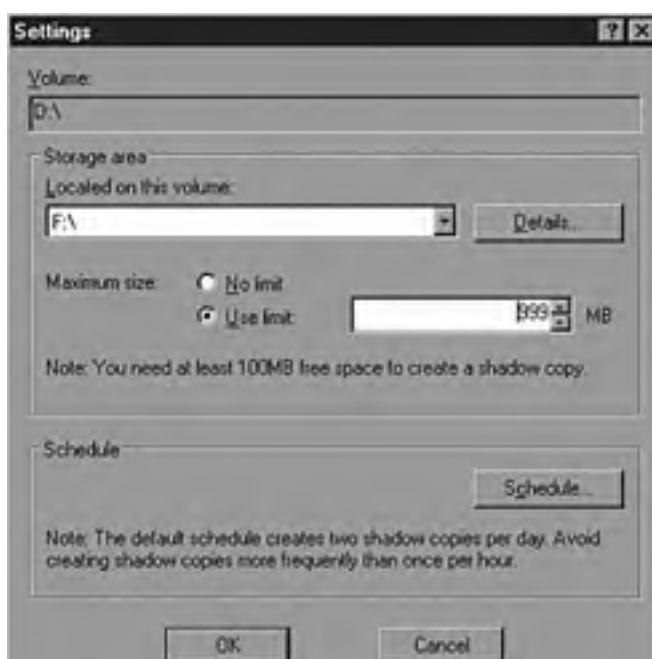 Settings
Volume:
D:\
Storage area
Located on this volume:
F:\
Details...
Maximum size:
No limit
Use limit:
999 MB
Note: You need at least 100MB free space to create a shadow copy.
Schedule
Schedule...
Note: The default schedule creates two shadow copies per day. Avoid
creating shadow copies more frequently than once per hour.
OK
Cancel